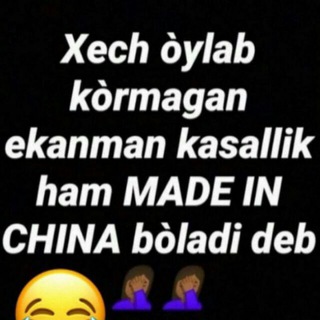 Xech òylab
kòrmagan
ekanman kasallik
ham MADE IN
CHINA bòladi deb